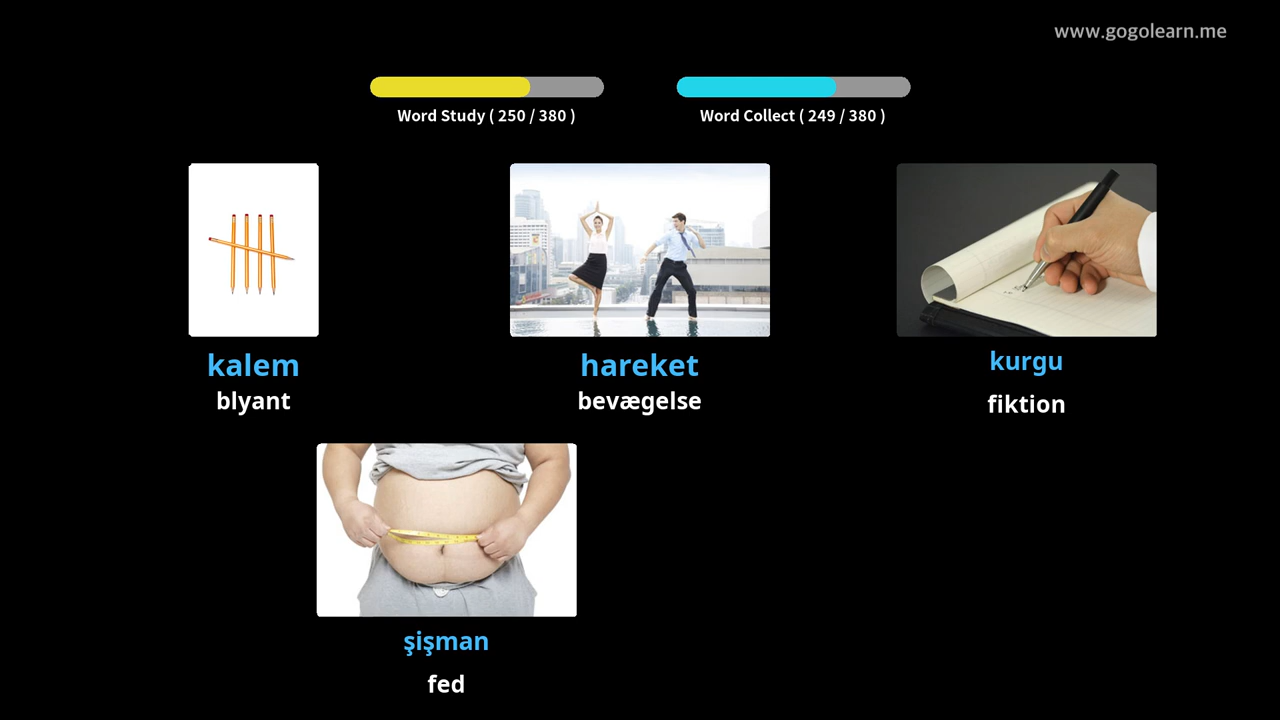 www.gogolearn.me
Word Study ( 250 / 380 )
Word Collect ( 249 / 380 )
kalem
blyant
hareket
bevægelse
kurgu
fiktion
şişman
fed